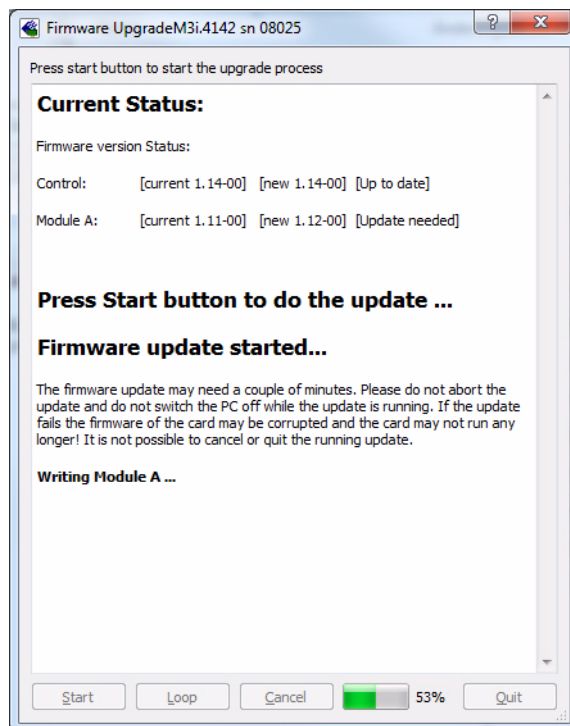 Firmware UpgradeM3i.4142 sn 08025
Press start button to start the upgrade process
Current Status:
Firmware version Status:
Control: [current 1.14-00] [new 1.14-00] [Up to date]
Module A: [current 1.11-00] [new 1.12-00] [Update needed]
Press Start button to do the update ...
Firmware update started...
The firmware update may need a couple of minutes. Please do not abort the
update and do not switch the PC off while the update is running. If the update
fails the firmware of the card may be corrupted and the card may not run any
longer! It is not possible to cancel or quit the running update.
Writing Module A ...
Start Loop Cancel 53% Quit